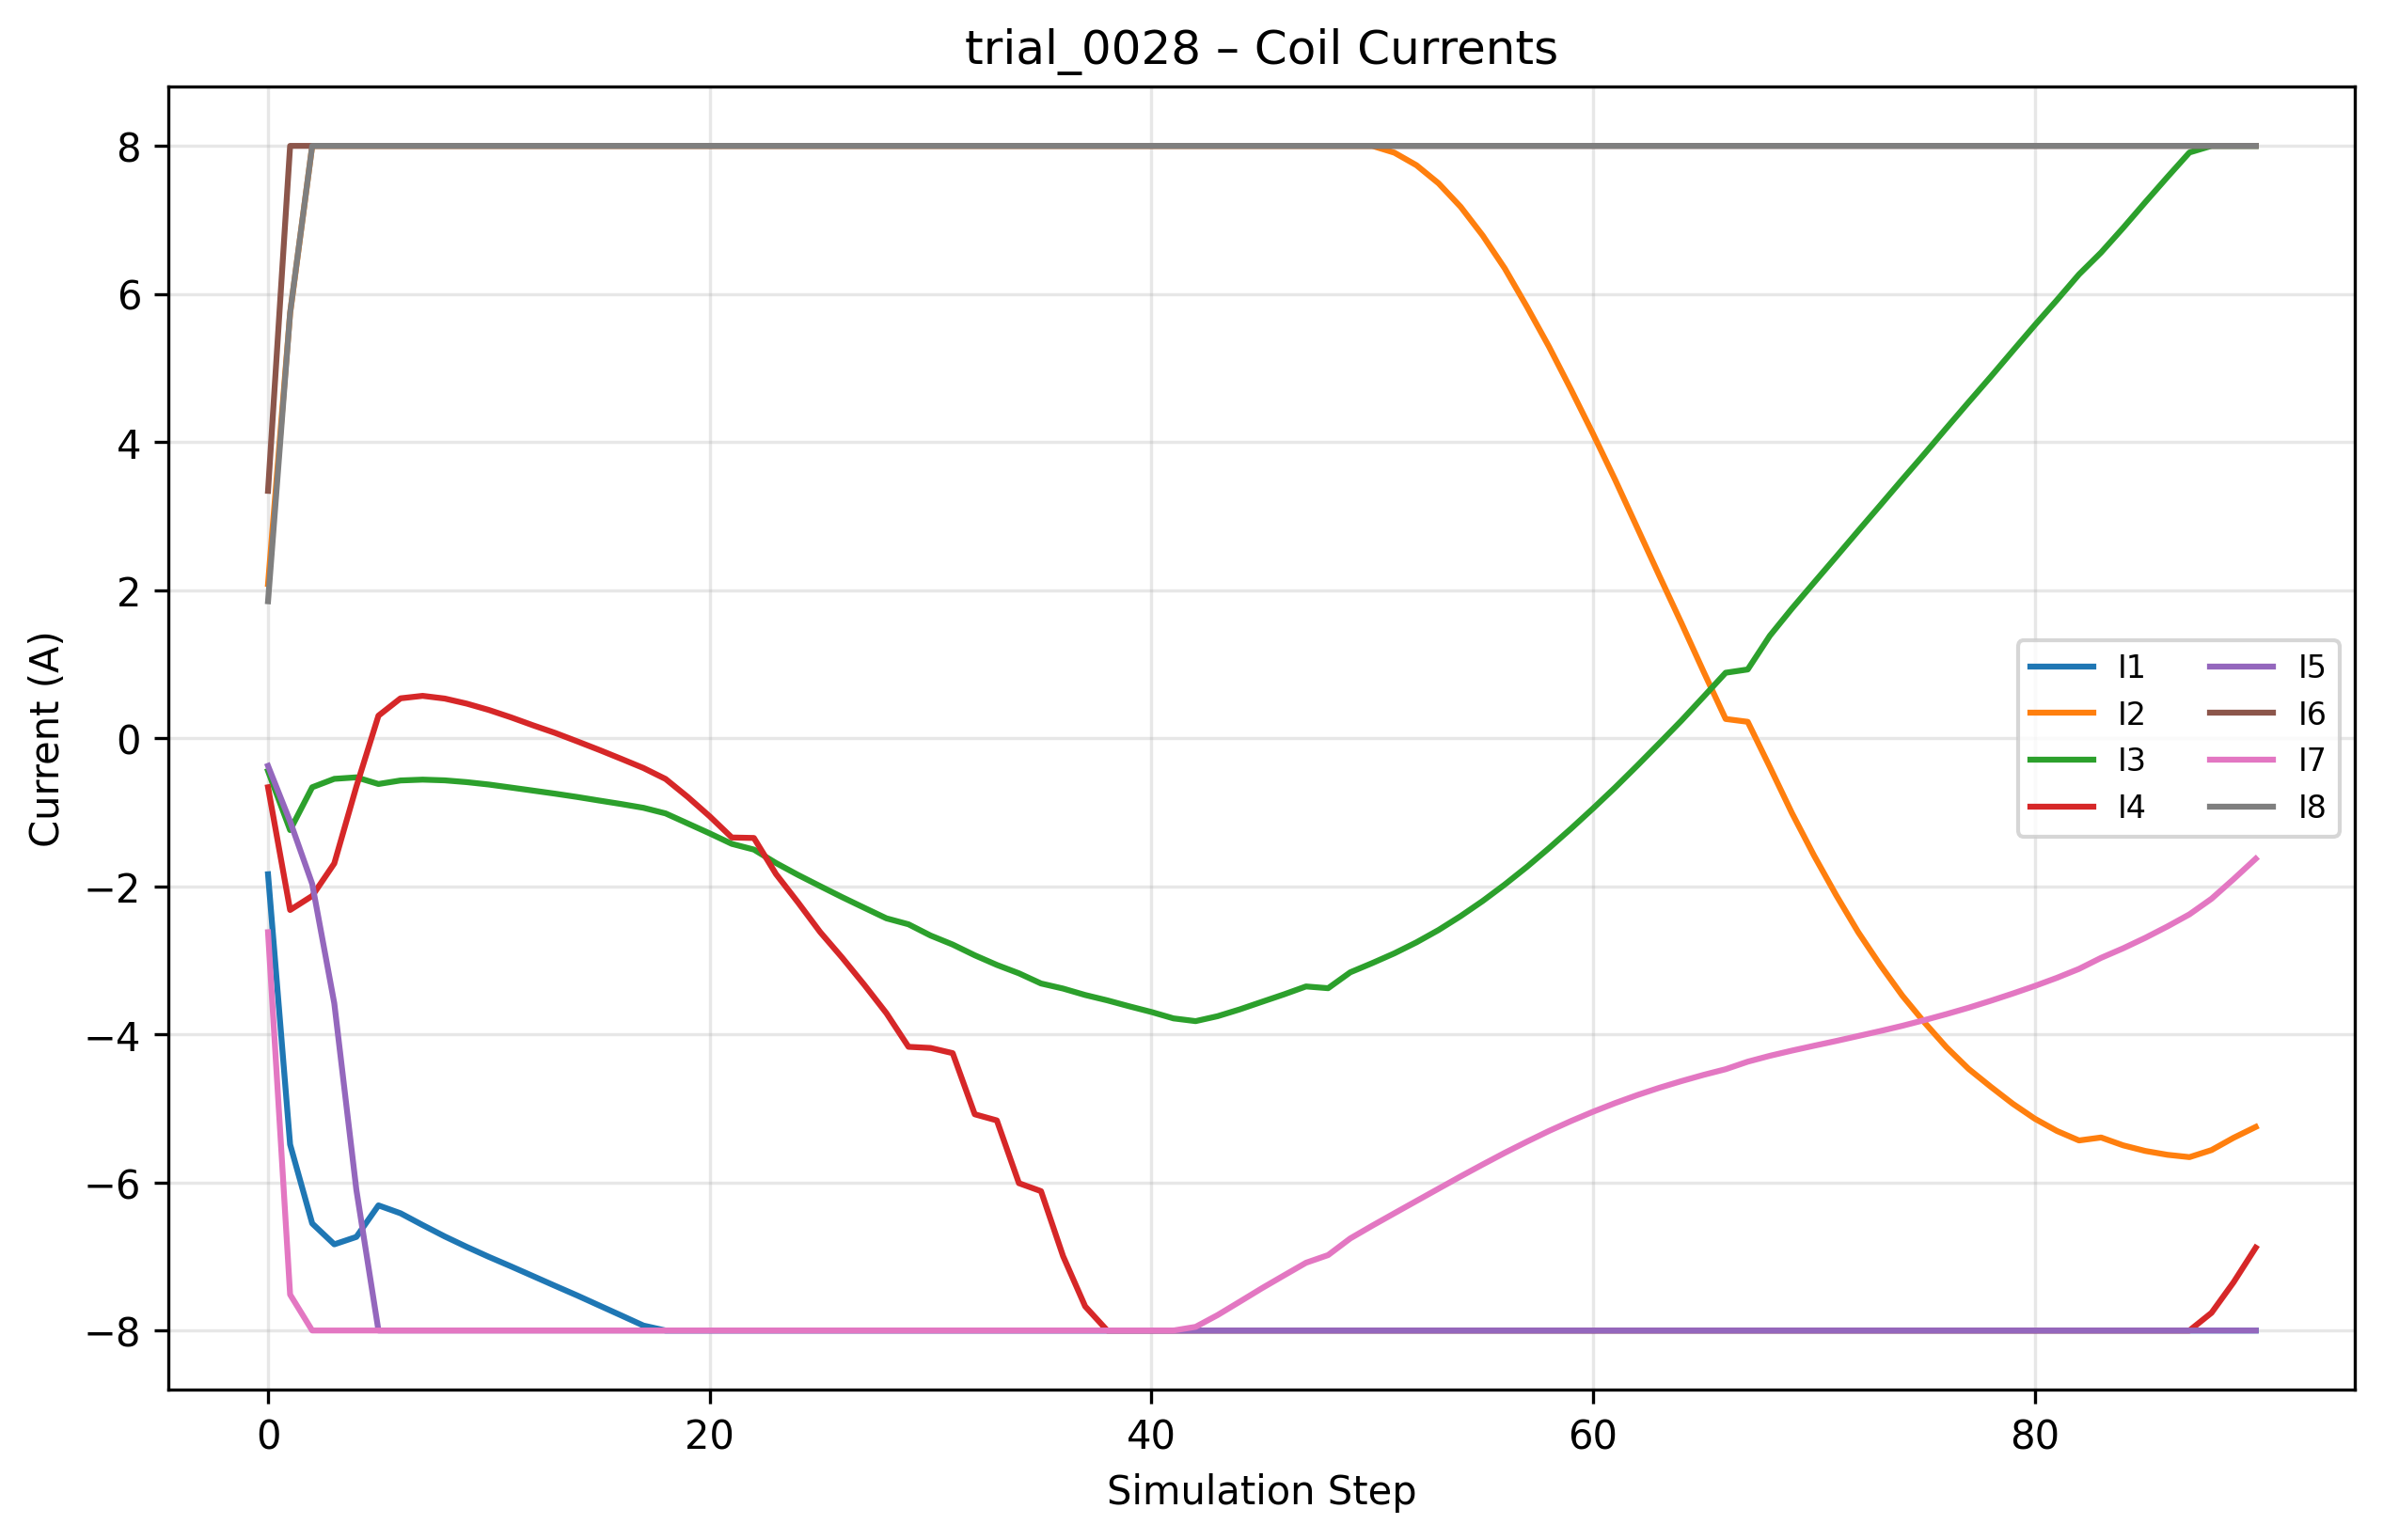 trial_0028 – Coil Currents
Current (A)
8
6
4
2
0
−2
−4
−6
−8
I1
I2
I3
I4
I5
I6
I7
I8
0
20
40
60
80
Simulation Step